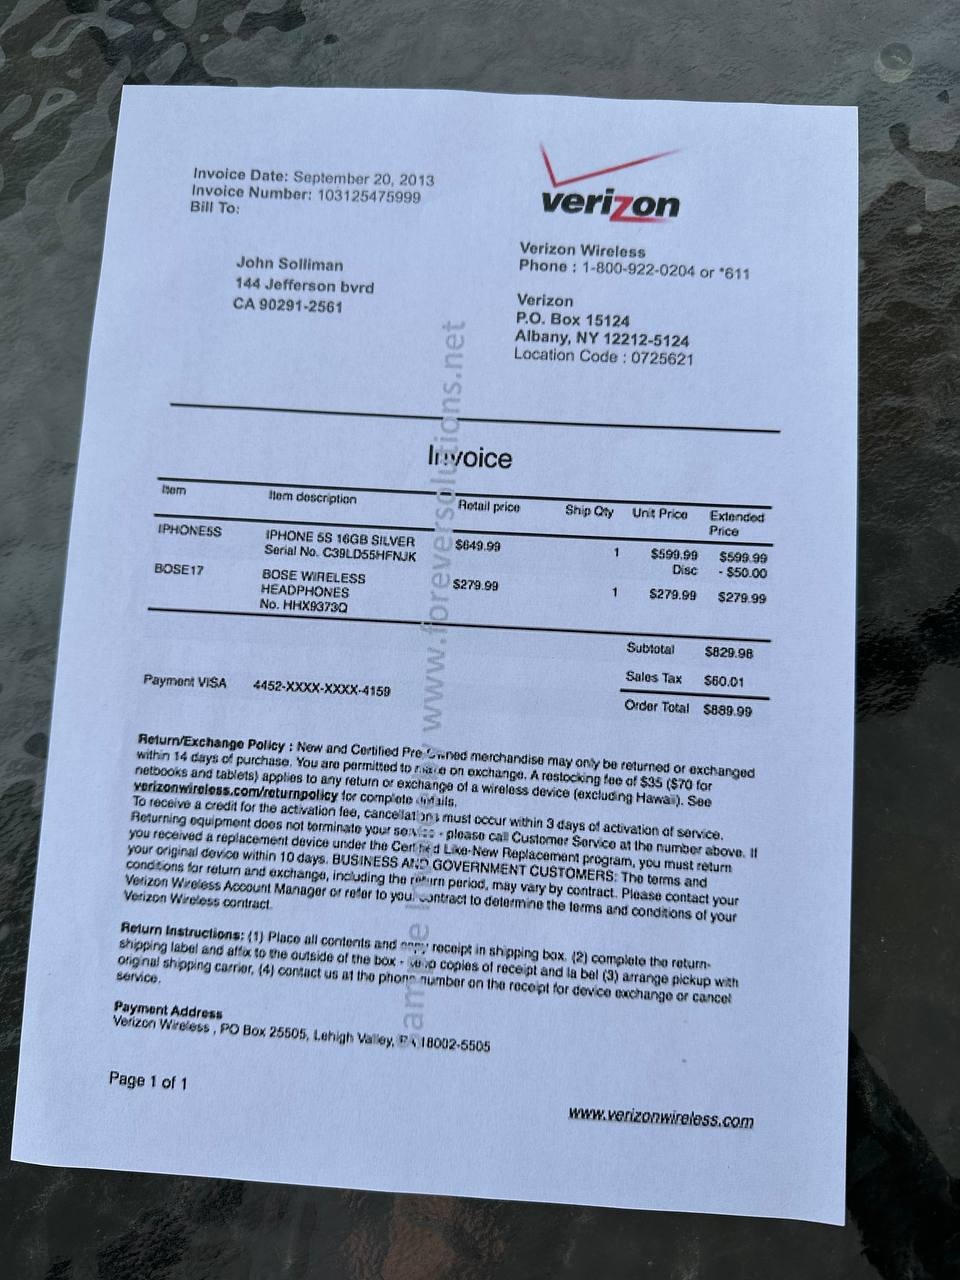 Invoice Date: September 20, 2013
Invoice Number: 103125475999
Bill To:
verizon
John Solliman
144 Jefferson bvrd
CA 90291-2561
Verizon Wireless
Phone : 1-800-922-0204 or *611
Verizon
P.O. Box 15124
Albany, NY 12212-5124
Location Code : 0725621
Invoice
Item Item description Retail price Ship Qty Unit Price Extended
Price
IPHONE5S IPHONE 5S 16GB SILVER $649.99 1 $599.99 $599.99
Serial No. C39LD55HFNJK Disc - $50.00
BOSE17 BOSE WIRELESS $279.99 1 $279.99 $279.99
HEADPHONES
No. HHX9373Q
Subtotal $829.98
Sales Tax $60.01
Order Total $889.99
Payment VISA 4452-XXXX-XXXX-4159
Return/Exchange Policy : New and Certified Pre-Owned merchandise may only be returned or exchanged
within 14 days of purchase. You are permitted to make on exchange. A restocking fee of $35 ($70 for
netbooks and tablets) applies to any return or exchange of a wireless device (excluding Hawaii). See
verizonwireless.com/returnpolicy for complete details.
To receive a credit for the activation fee, cancellations must occur within 3 days of activation of service.
Returning equipment does not terminate your service - please call Customer Service at the number above. If
you received a replacement device under the Certified Like-New Replacement program, you must return
your original device within 10 days. BUSINESS AND GOVERNMENT CUSTOMERS: The terms and
conditions for return and exchange, including the return period, may vary by contract. Please contact your
Verizon Wireless Account Manager or refer to your contract to determine the terms and conditions of your
Verizon Wireless contract.
Return Instructions: (1) Place all contents and copy receipt in shipping box. (2) complete the return-
shipping label and affix to the outside of the box - keep copies of receipt and la bel (3) arrange pickup with
original shipping carrier, (4) contact us at the phone number on the receipt for device exchange or cancel
service.
Payment Address
Verizon Wireless , PO Box 25505, Lehigh Valley, PA 18002-5505
Page 1 of 1
www.verizonwireless.com
www.foreversolutions.net